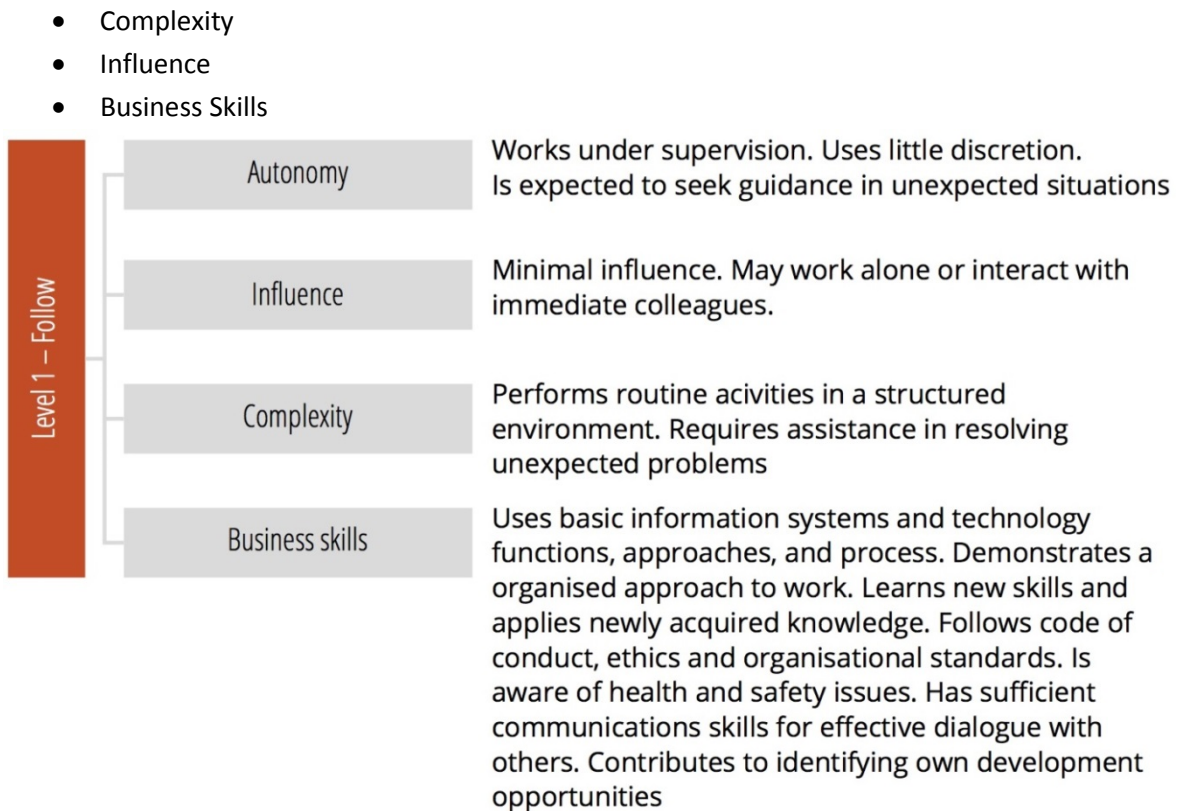 • Complexity
• Influence
• Business Skills
Level 1 – Follow
Autonomy
Works under supervision. Uses little discretion.
Is expected to seek guidance in unexpected situations
Influence
Minimal influence. May work alone or interact with
immediate colleagues.
Complexity
Performs routine acivities in a structured
environment. Requires assistance in resolving
unexpected problems
Business skills
Uses basic information systems and technology
functions, approaches, and process. Demonstrates a
organised approach to work. Learns new skills and
applies newly acquired knowledge. Follows code of
conduct, ethics and organisational standards. Is
aware of health and safety issues. Has sufficient
communications skills for effective dialogue with
others. Contributes to identifying own development
opportunities